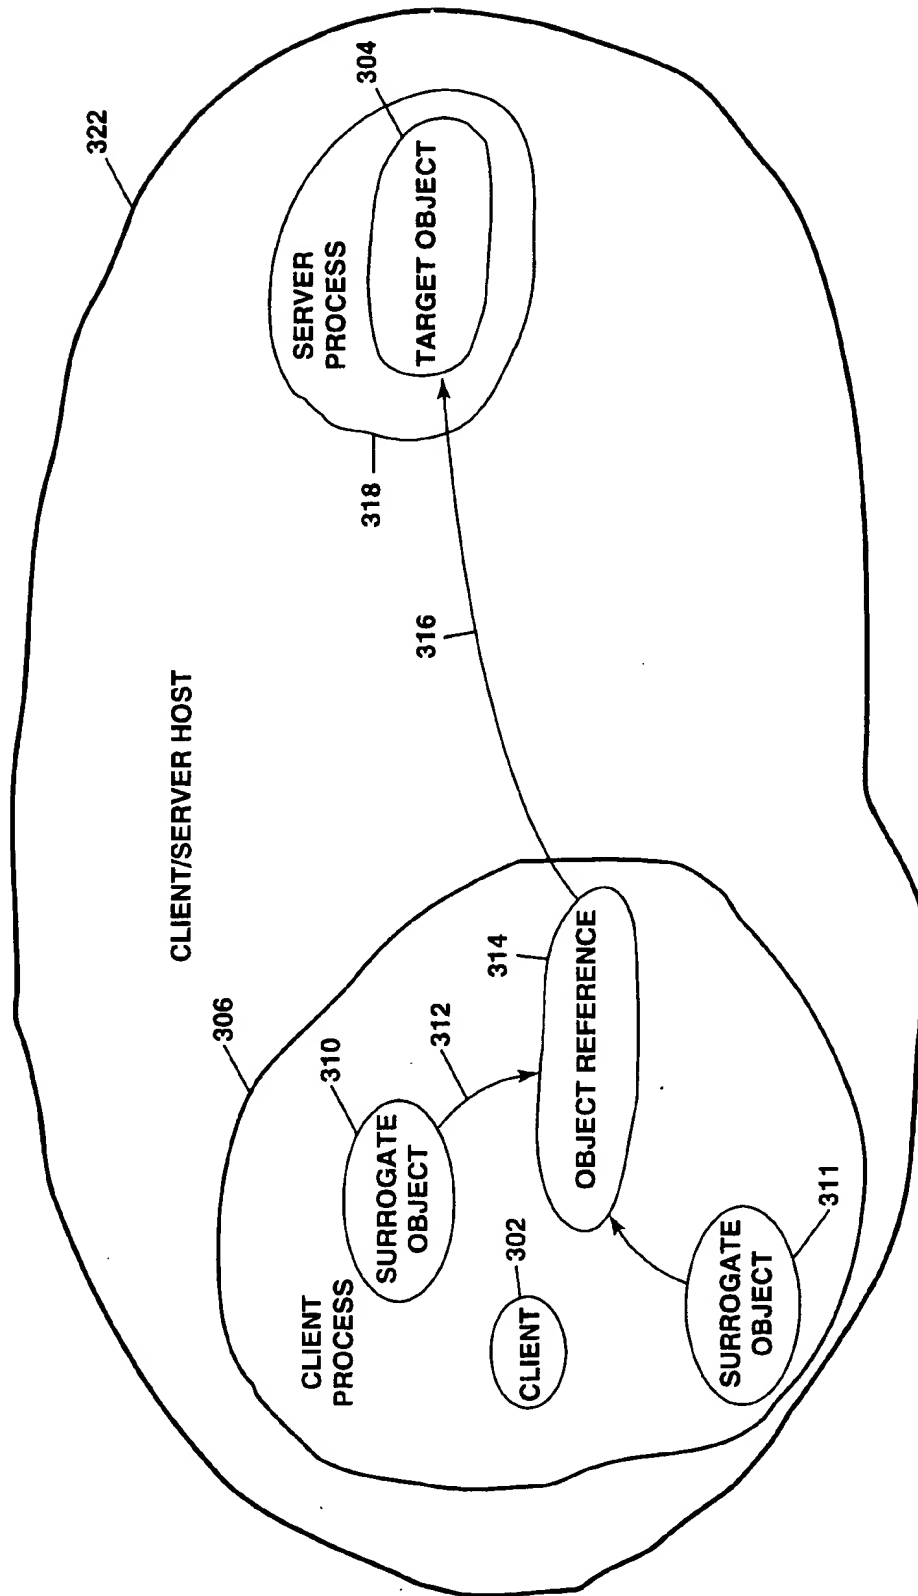 322
CLIENT/SERVER HOST
306
CLIENT
PROCESS
310
SURROGATE
OBJECT
312
302
CLIENT
314
OBJECT REFERENCE
311
SURROGATE
OBJECT
316
318
SERVER
PROCESS
304
TARGET OBJECT